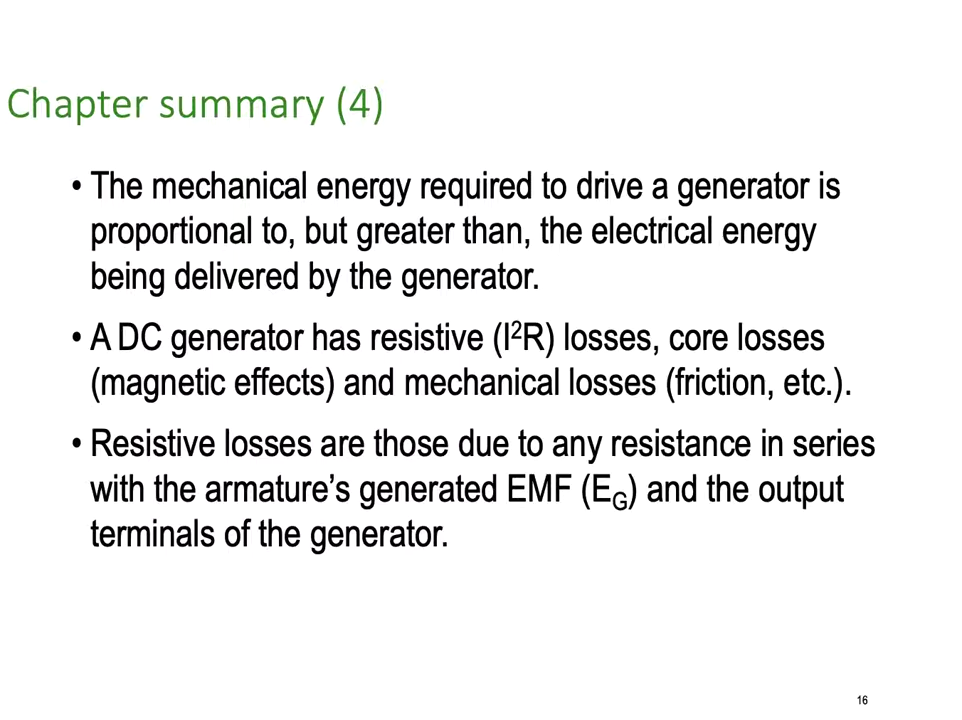 Chapter summary (4)
• The mechanical energy required to drive a generator is
proportional to, but greater than, the electrical energy
being delivered by the generator.
• A DC generator has resistive (I²R) losses, core losses
(magnetic effects) and mechanical losses (friction, etc.).
• Resistive losses are those due to any resistance in series
with the armature’s generated EMF (E_G) and the output
terminals of the generator.
16